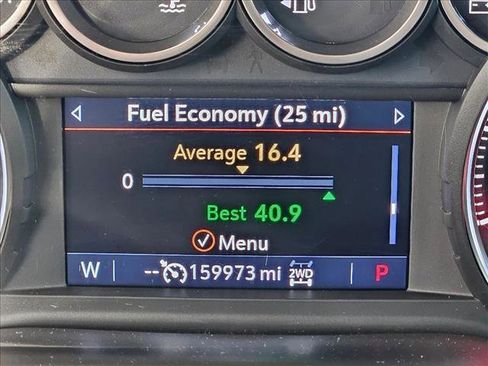 Fuel Economy (25 mi)
Average 16.4
0
Best 40.9
Menu
W -- 159973 mi 2WD P